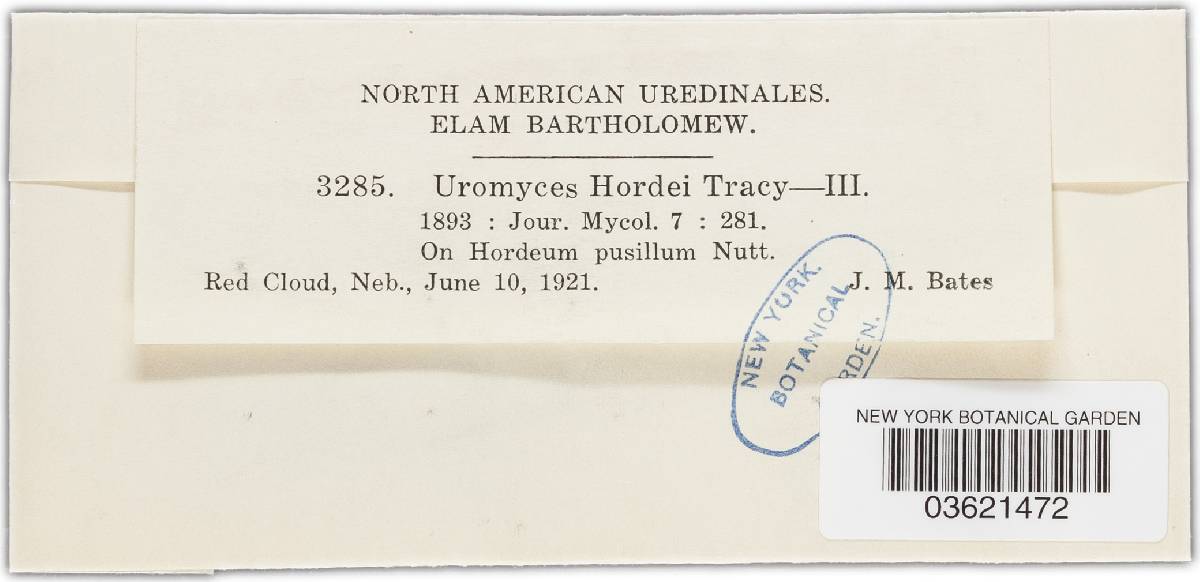 NORTH AMERICAN UREDINALES.
ELAM BARTHOLOMEW.
3285. Uromyces Hordei Tracy—III.
1893 : Jour. Mycol. 7 : 281.
On Hordeum pusillum Nutt.
Red Cloud, Neb., June 10, 1921. J. M. Bates
NEW YORK.
BOTANICAL
RDEN.
NEW YORK BOTANICAL GARDEN
03621472